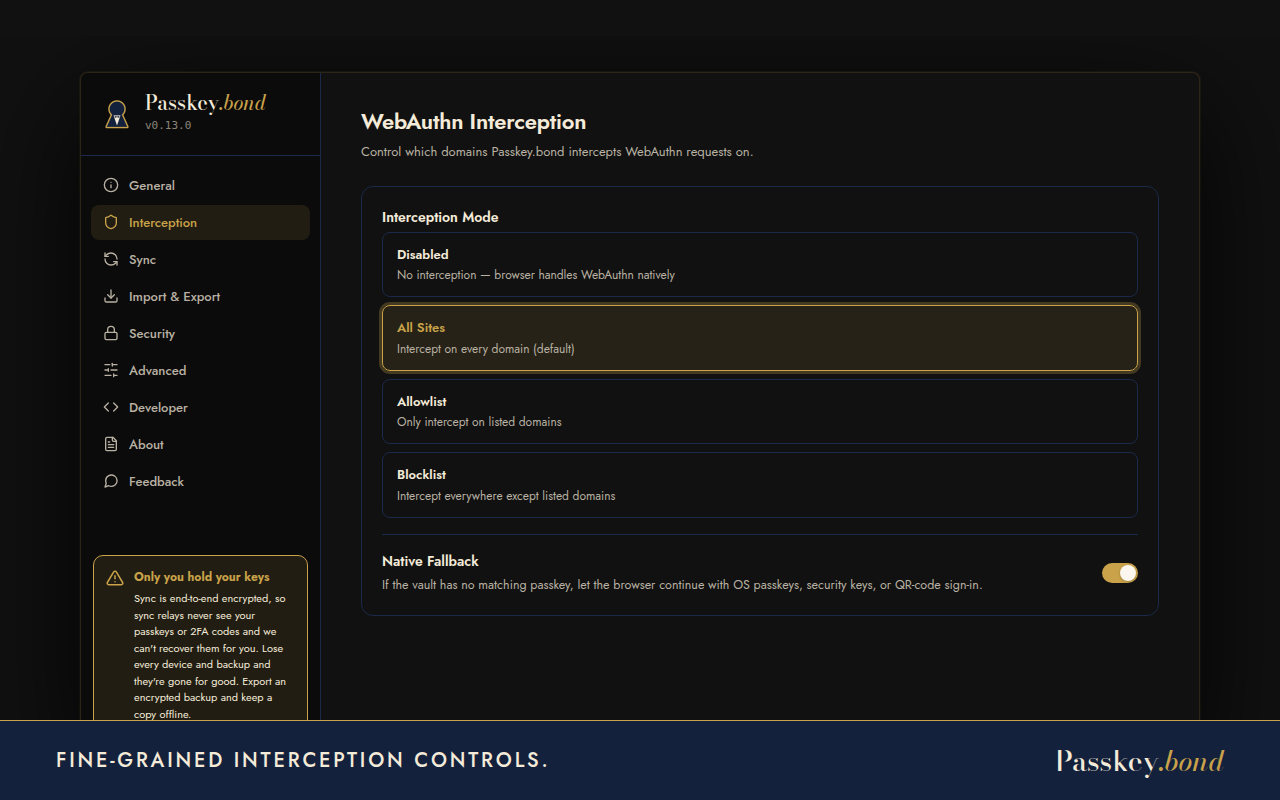 Passkey.bond
v0.13.0
General
Interception
Sync
Import & Export
Security
Advanced
Developer
About
Feedback
Only you hold your keys
Sync is end-to-end encrypted, so
sync relays never see your
passkeys or 2FA codes and we
can't recover them for you. Lose
every device and backup and
they're gone for good. Export an
encrypted backup and keep a
copy offline.
WebAuthn Interception
Control which domains Passkey.bond intercepts WebAuthn requests on.
Interception Mode
Disabled
No interception — browser handles WebAuthn natively
All Sites
Intercept on every domain (default)
Allowlist
Only intercept on listed domains
Blocklist
Intercept everywhere except listed domains
Native Fallback
If the vault has no matching passkey, let the browser continue with OS passkeys, security keys, or QR-code sign-in.
FINE-GRAINED INTERCEPTION CONTROLS.
Passkey.bond